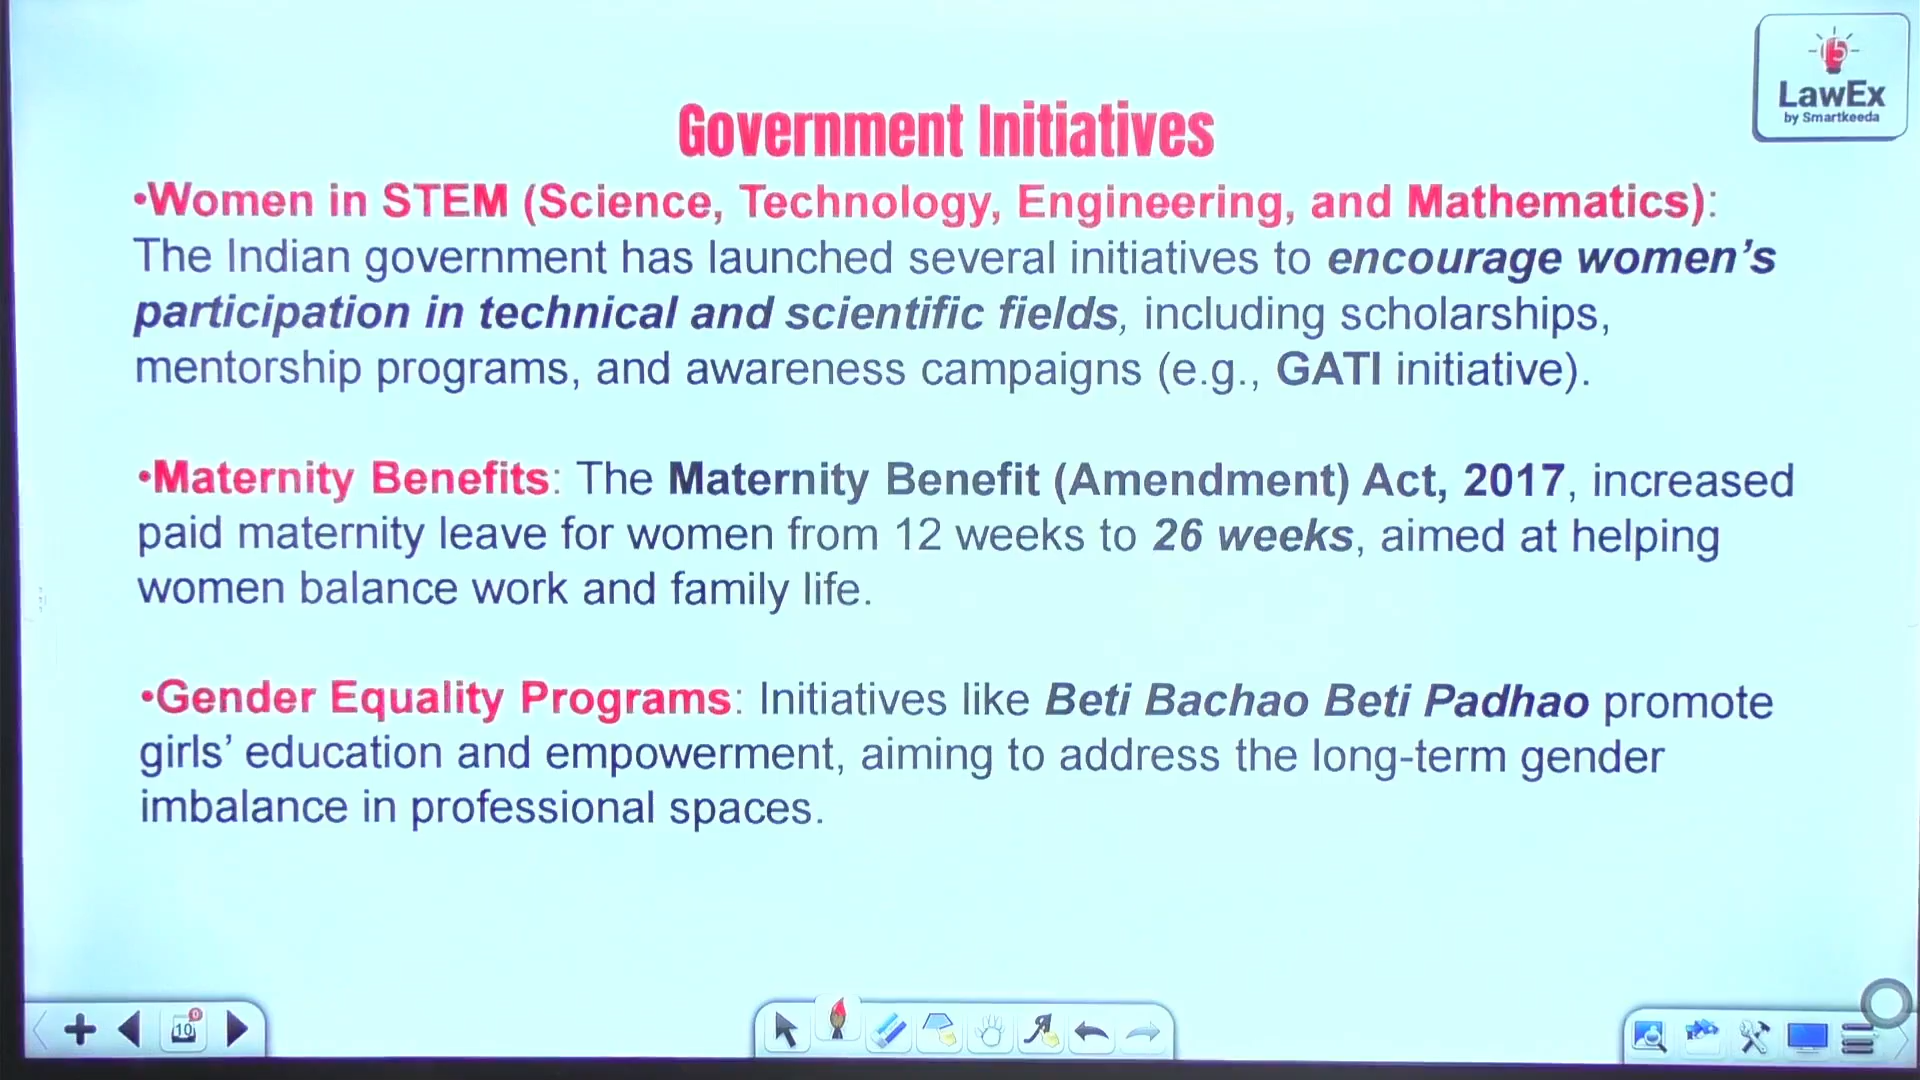 LawEx
by Smartkeeda
Government Initiatives
•Women in STEM (Science, Technology, Engineering, and Mathematics):
The Indian government has launched several initiatives to encourage women’s
participation in technical and scientific fields, including scholarships,
mentorship programs, and awareness campaigns (e.g., GATI initiative).
•Maternity Benefits: The Maternity Benefit (Amendment) Act, 2017, increased
paid maternity leave for women from 12 weeks to 26 weeks, aimed at helping
women balance work and family life.
•Gender Equality Programs: Initiatives like Beti Bachao Beti Padhao promote
girls’ education and empowerment, aiming to address the long-term gender
imbalance in professional spaces.
10
0